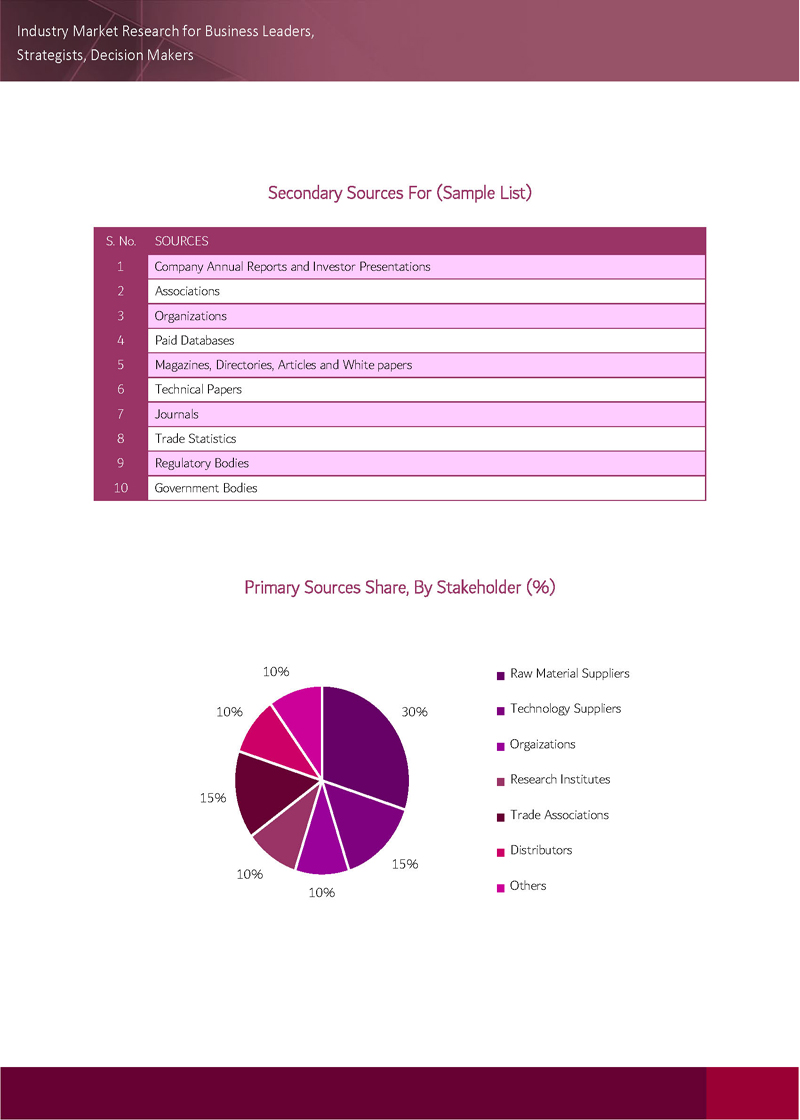 Industry Market Research for Business Leaders,
Strategists, Decision Makers
Secondary Sources For (Sample List)
S. No. SOURCES
1 Company Annual Reports and Investor Presentations
2 Associations
3 Organizations
4 Paid Databases
5 Magazines, Directories, Articles and White papers
6 Technical Papers
7 Journals
8 Trade Statistics
9 Regulatory Bodies
10 Government Bodies
Primary Sources Share, By Stakeholder (%)
10%
30%
10%
15%
15%
10%
10%
Raw Material Suppliers
Technology Suppliers
Orgaizations
Research Institutes
Trade Associations
Distributors
Others